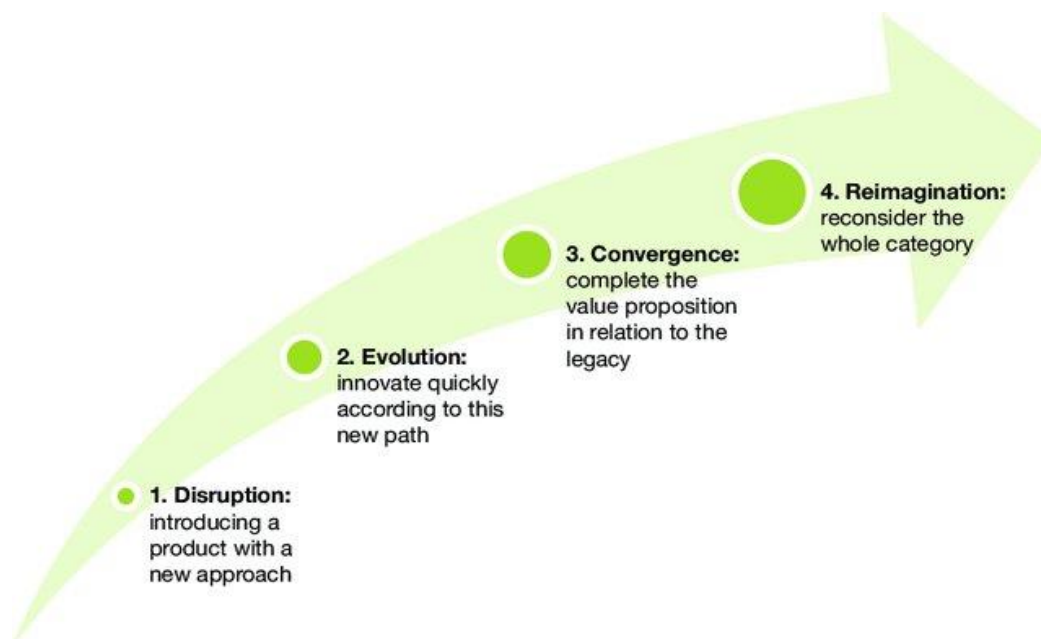 1. Disruption:
introducing a
product with a
new approach
2. Evolution:
innovate quickly
according to this
new path
3. Convergence:
complete the
value proposition
in relation to the
legacy
4. Reimagination:
reconsider the
whole category